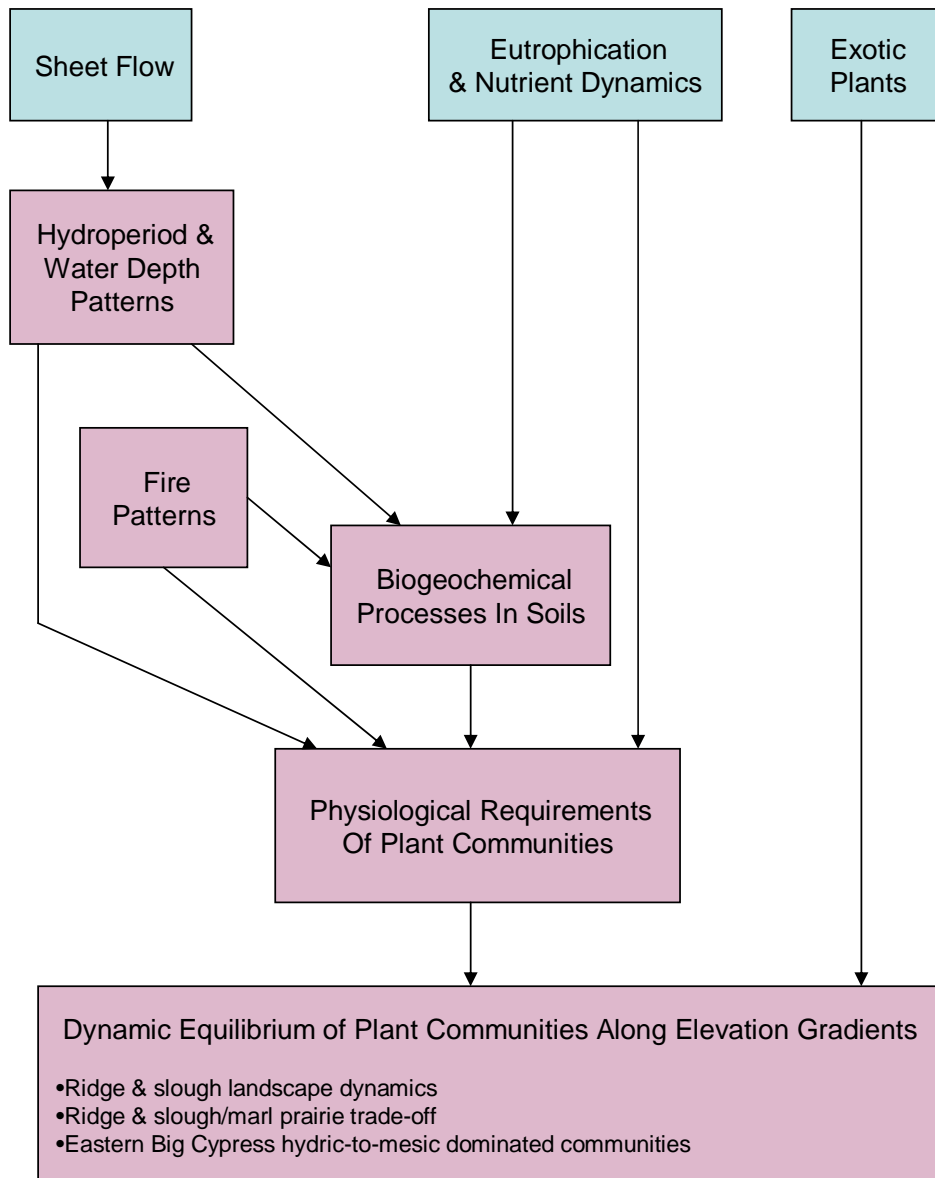 Sheet Flow
Eutrophication
& Nutrient Dynamics
Exotic
Plants
Hydroperiod &
Water Depth
Patterns
Fire
Patterns
Biogeochemical
Processes In Soils
Physiological Requirements
Of Plant Communities
Dynamic Equilibrium of Plant Communities Along Elevation Gradients
•Ridge & slough landscape dynamics
•Ridge & slough/marl prairie trade-off
•Eastern Big Cypress hydric-to-mesic dominated communities